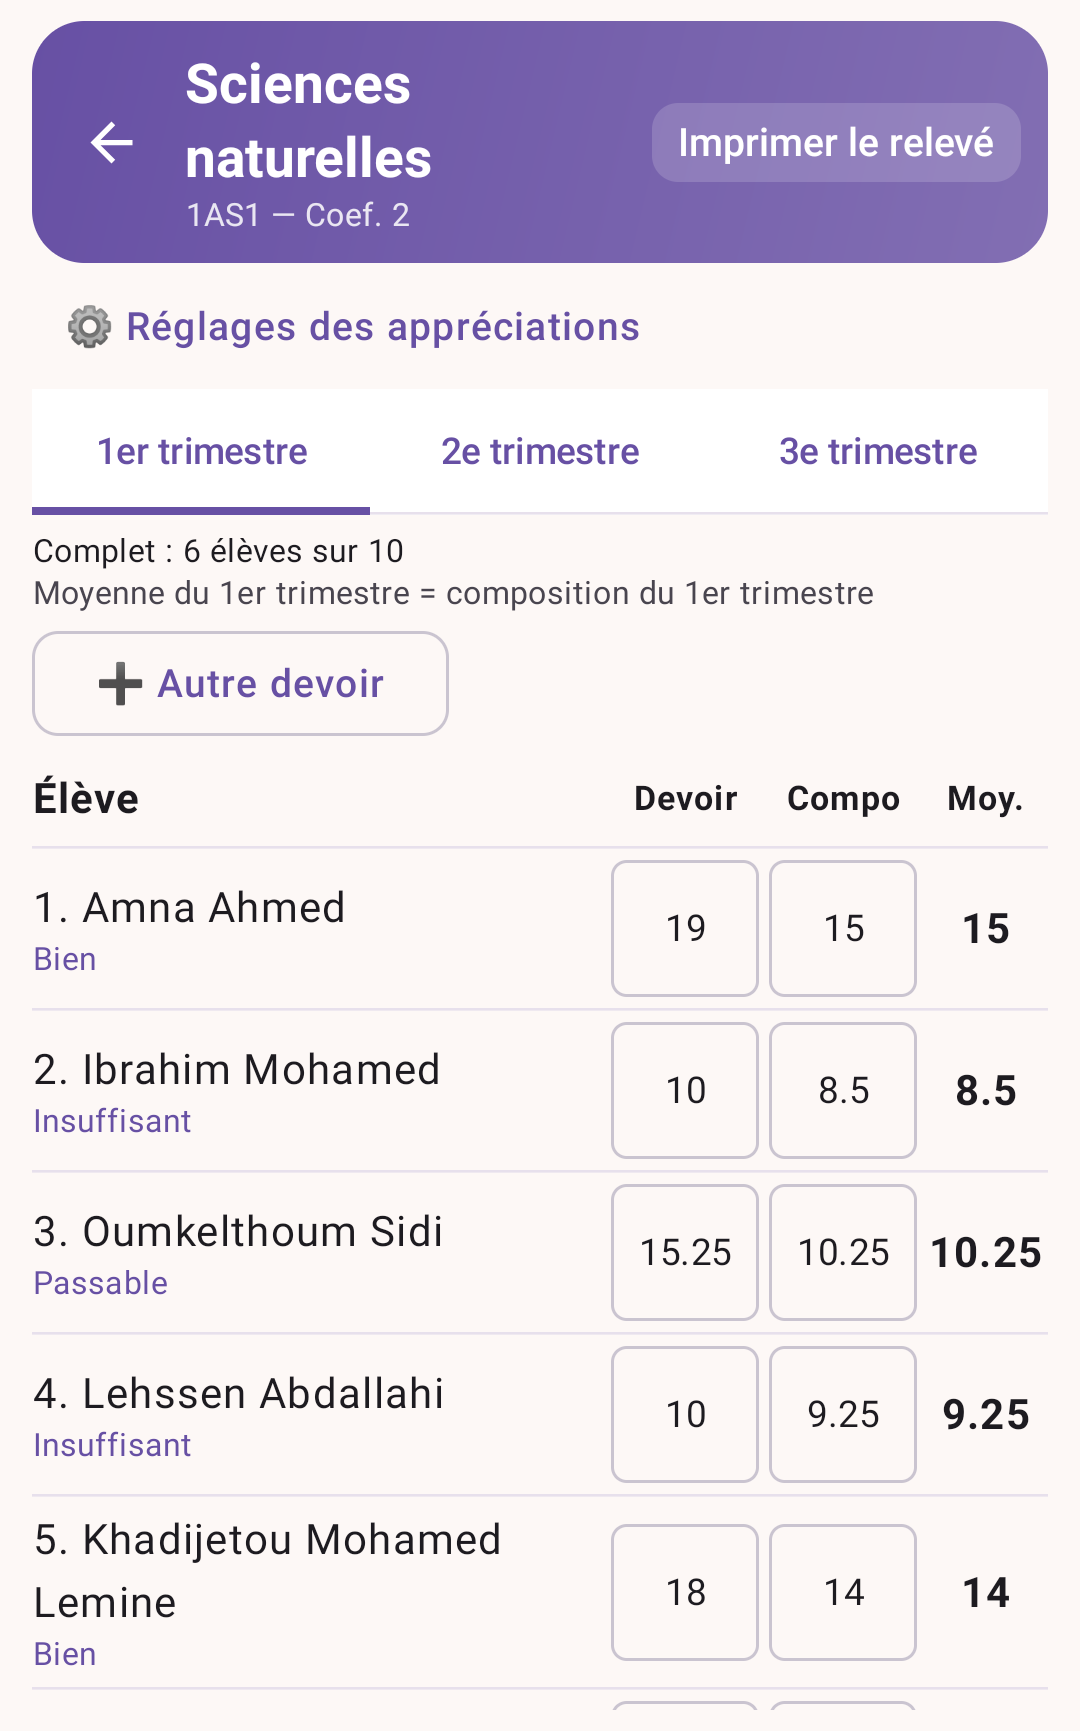 Sciences
naturelles
1AS1 — Coef. 2
Imprimer le relevé
Réglages des appréciations
1er trimestre 2e trimestre 3e trimestre
Complet : 6 élèves sur 10
Moyenne du 1er trimestre = composition du 1er trimestre
Autre devoir
Élève Devoir Compo Moy.
1. Amna Ahmed
Bien
19 15 15
2. Ibrahim Mohamed
Insuffisant
10 8.5 8.5
3. Oumkelthoum Sidi
Passable
15.25 10.25 10.25
4. Lehssen Abdallahi
Insuffisant
10 9.25 9.25
5. Khadijetou Mohamed
Lemine
Bien
18 14 14